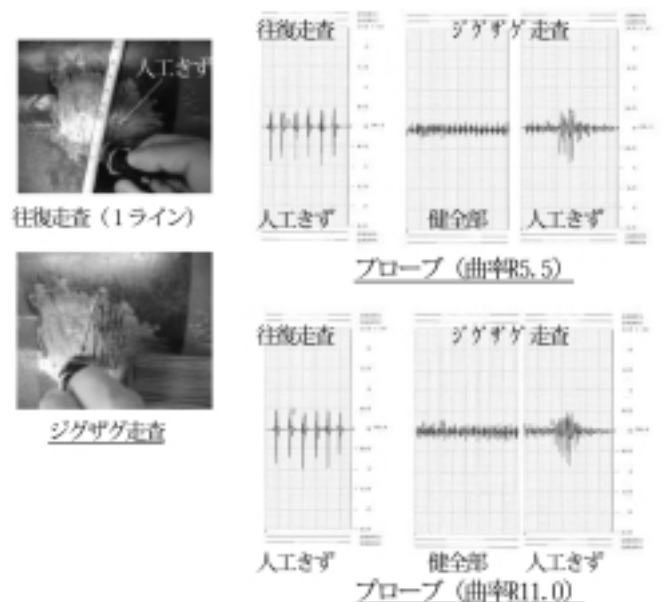 人工きず
往復走査（1ライン）
ジグザグ走査
往復走査
ジグザグ走査
人工きず
健全部
人工きず
プローブ（曲率R5.5）
往復走査
ジグザグ走査
人工きず
健全部
人工きず
プローブ（曲率R11.0）